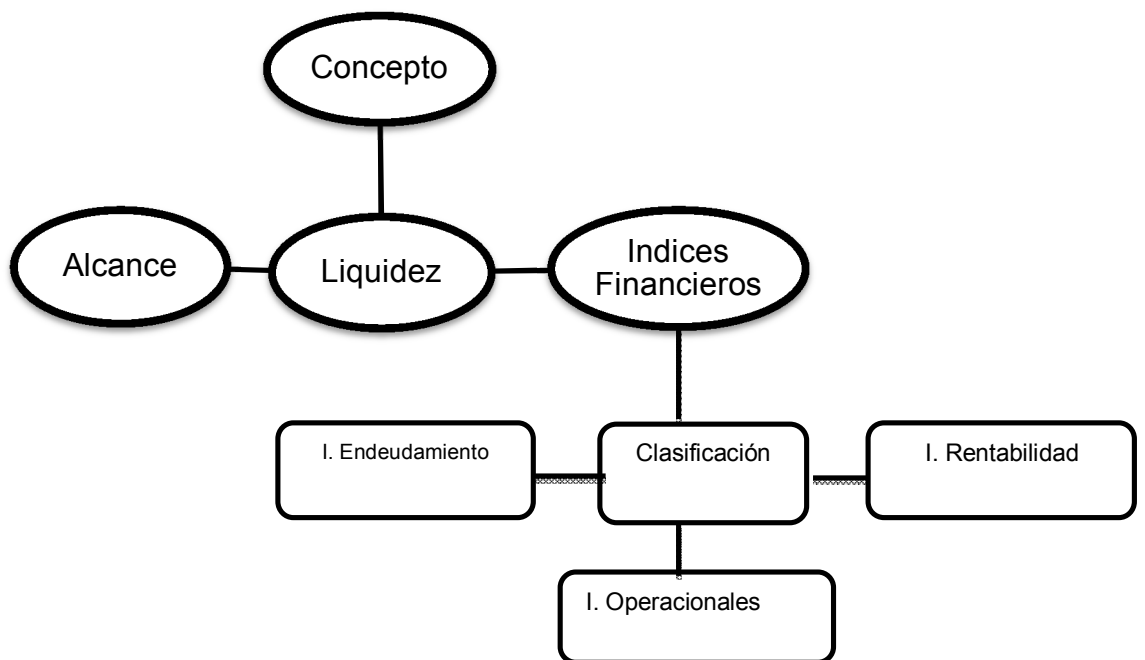 Concepto
Alcance
Liquidez
Indices
Financieros
I. Endeudamiento
Clasificación
I. Rentabilidad
I. Operacionales